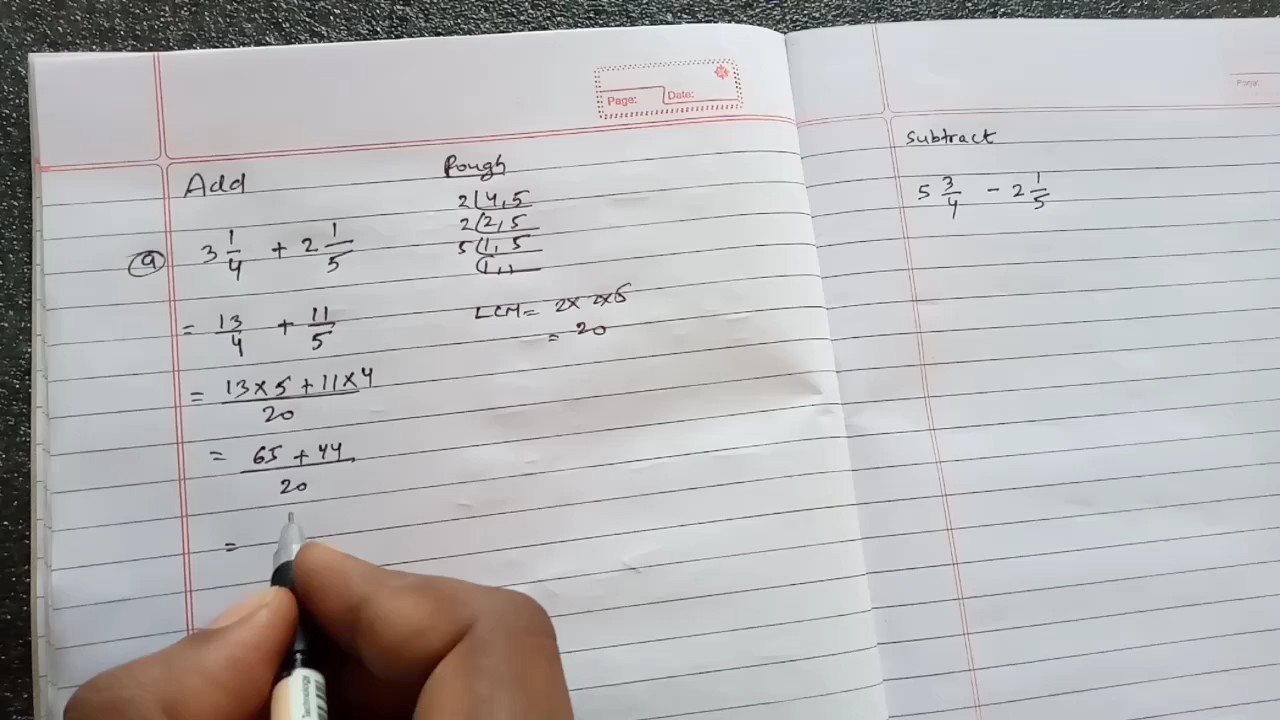 Page: Date:
Add
ⓐ 3 1/4 + 2 1/5
= 13/4 + 11/5
= 13×5+11×4/20
= 65+44/20
=
Rough
2 4,5
2 2,5
5 1,5
1,1
LCM = 2×2×5
= 20
Page:
subtract
5 3/4 - 2 1/5